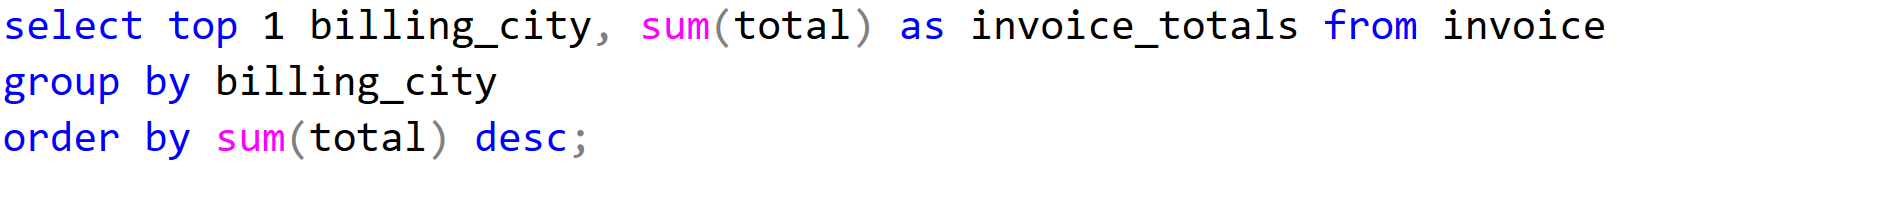 select top 1 billing_city, sum(total) as invoice_totals from invoice
group by billing_city
order by sum(total) desc;